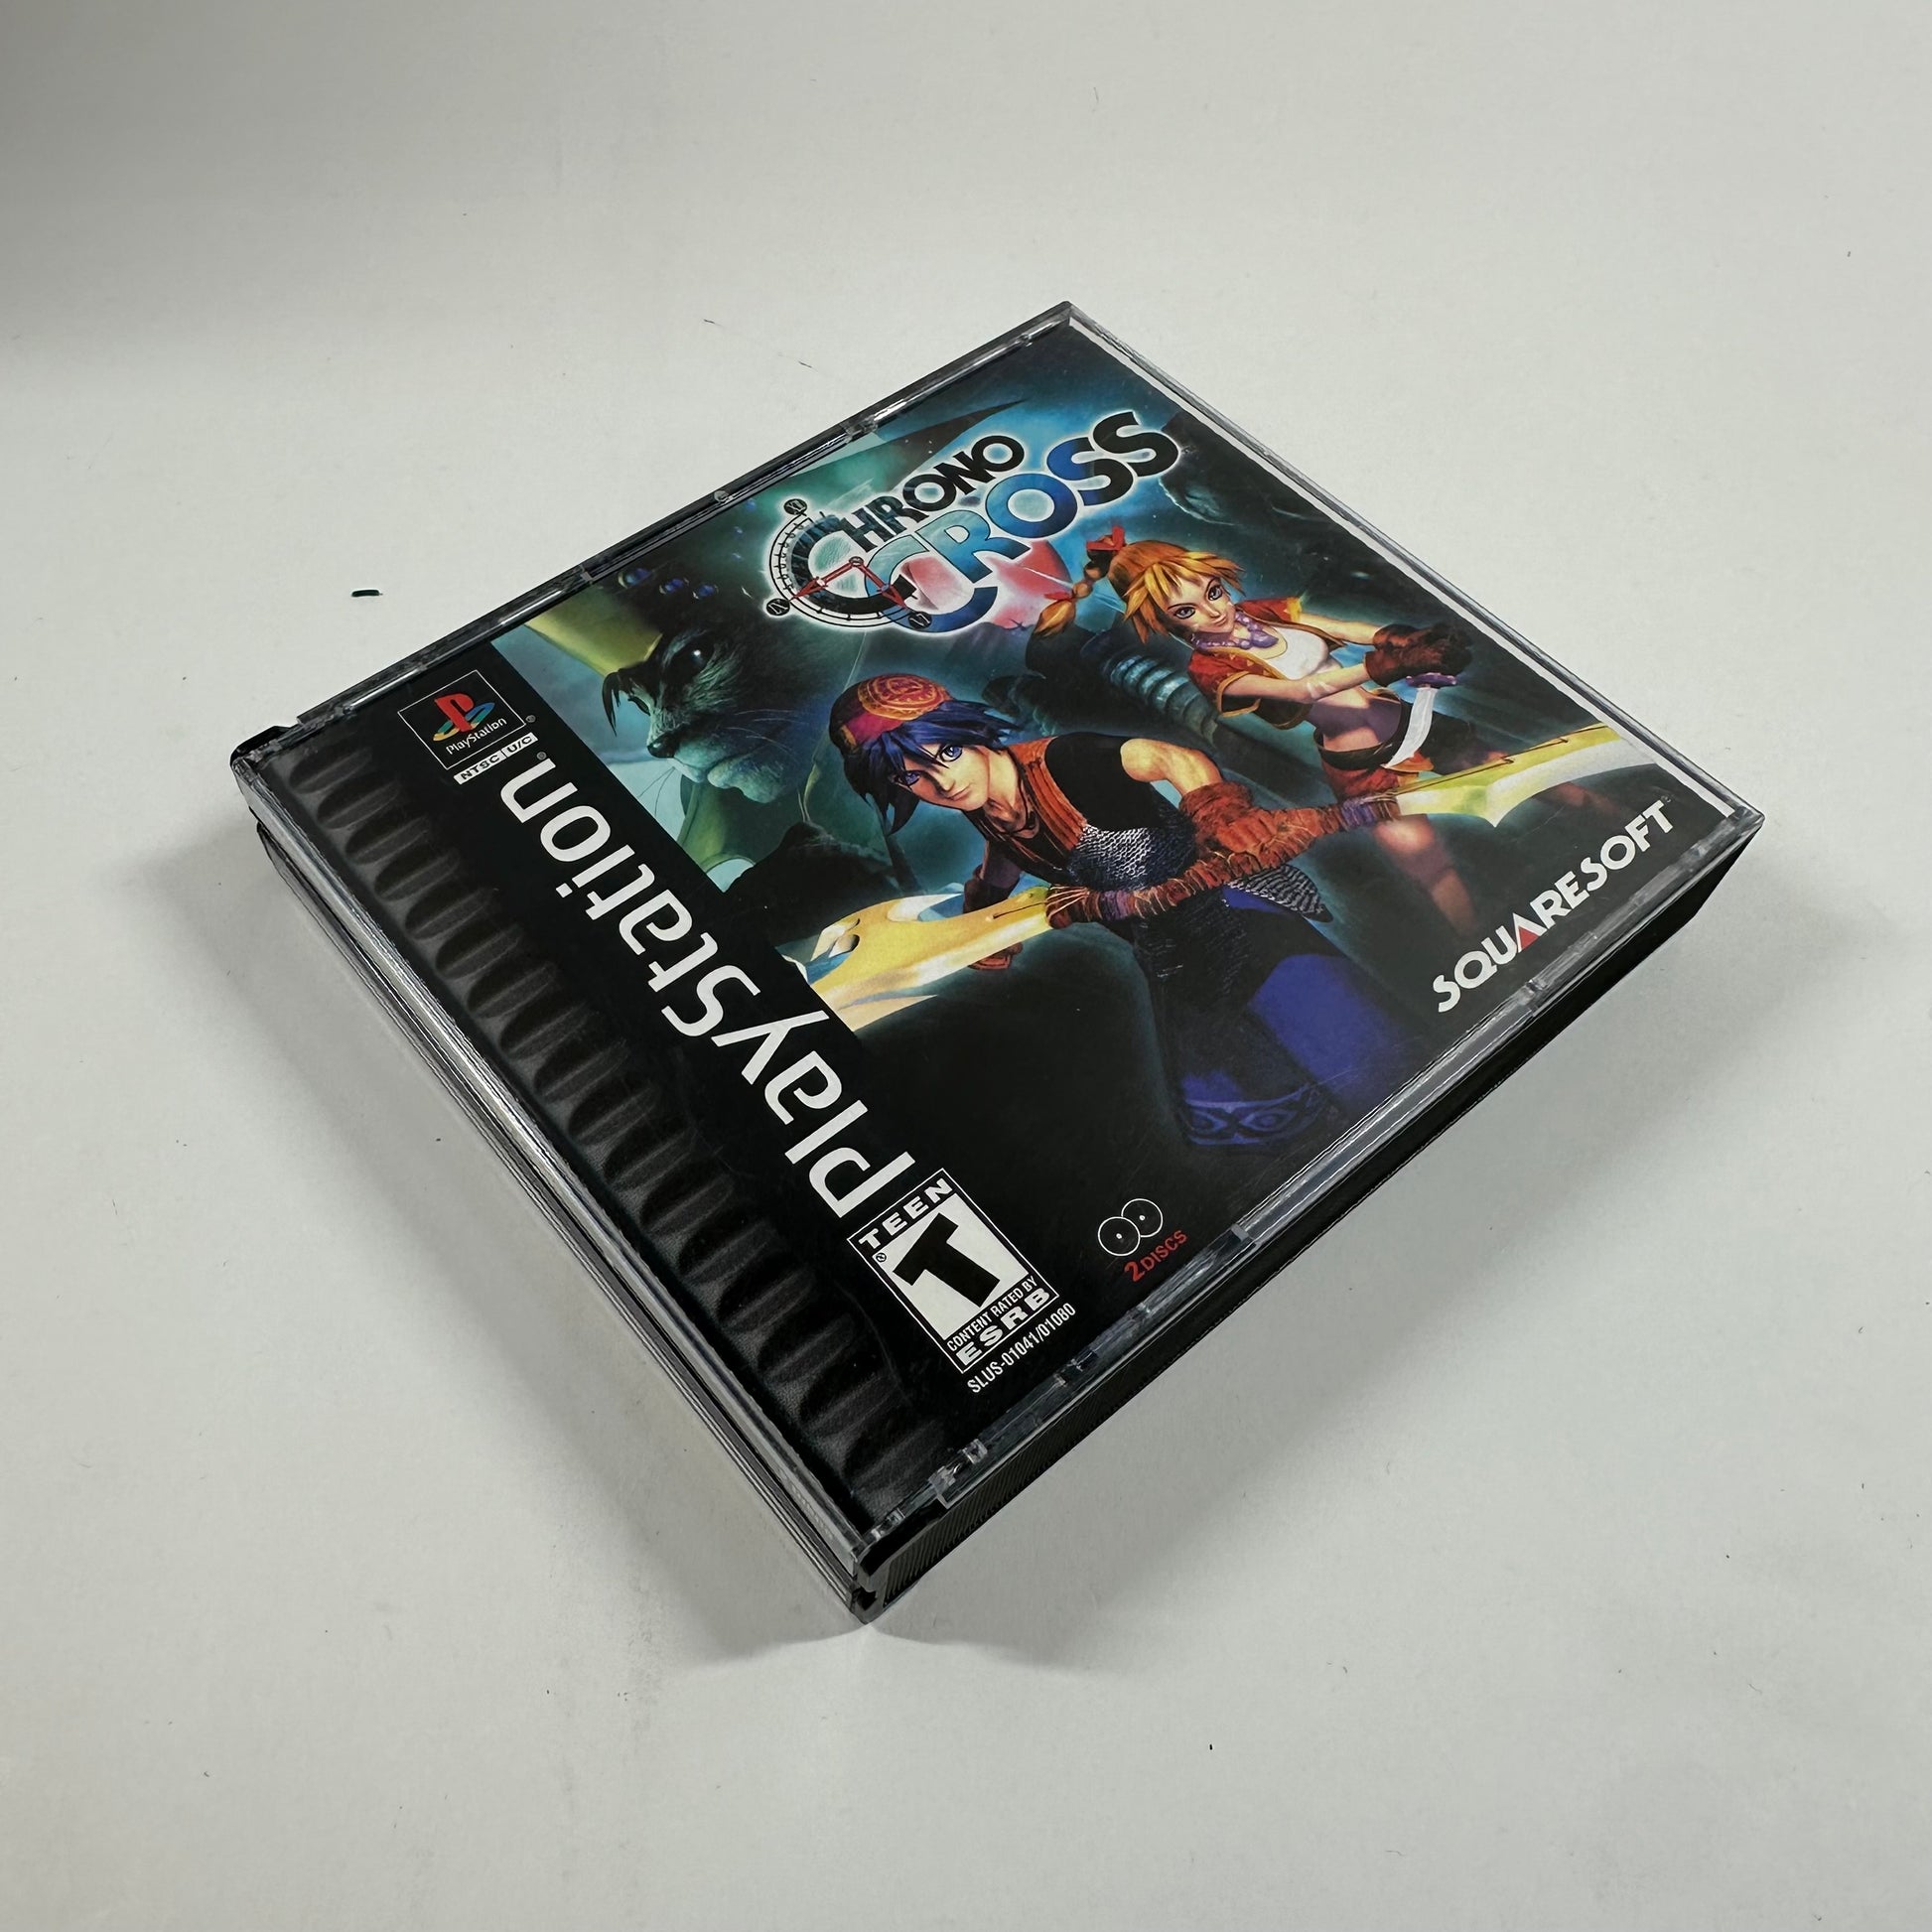 CHRONO
CROSS
PlayStation
NTSC U/C
PlayStation
TEEN
T
CONTENT RATED BY
ESRB
SLUS-01041/01080
2 DISCS
SQUARESOFT